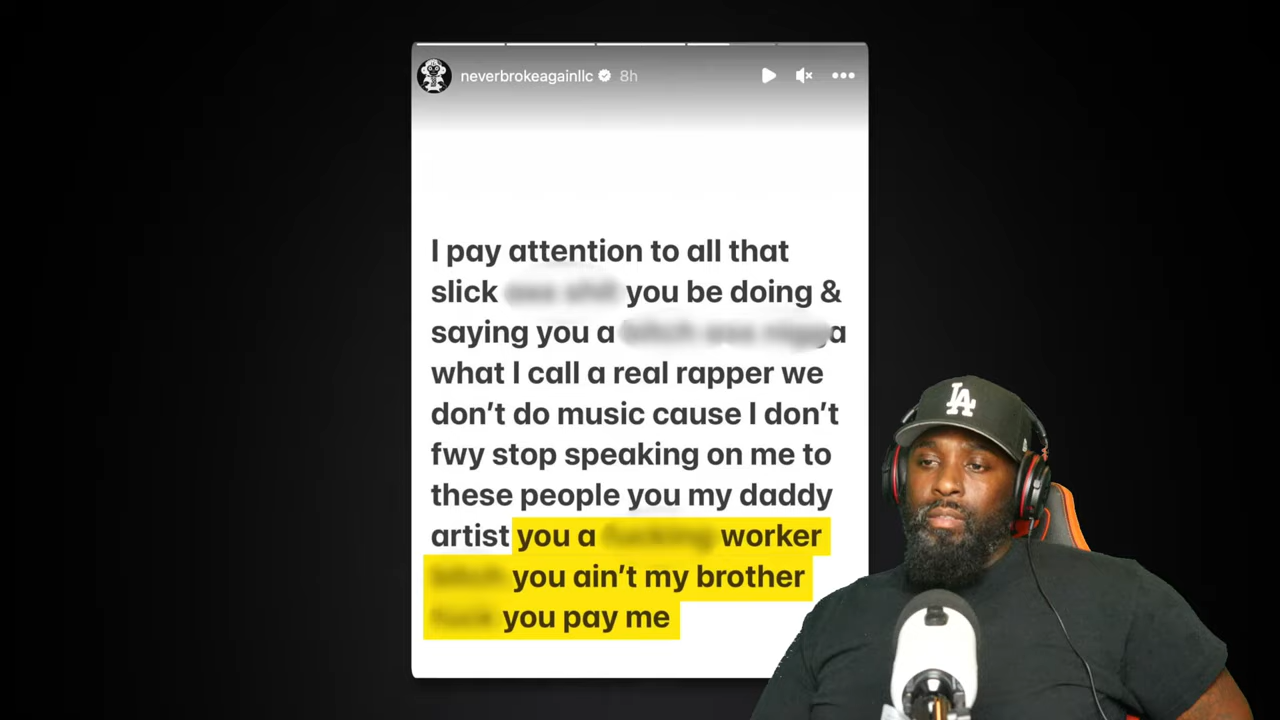 neverbrokeagainllc 8h
I pay attention to all that
slick you be doing &
saying you a
what I call a real rapper we
don't do music cause I don't
fwy stop speaking on me to
these people you my daddy
artist you a worker
you ain't my brother
you pay me
LA